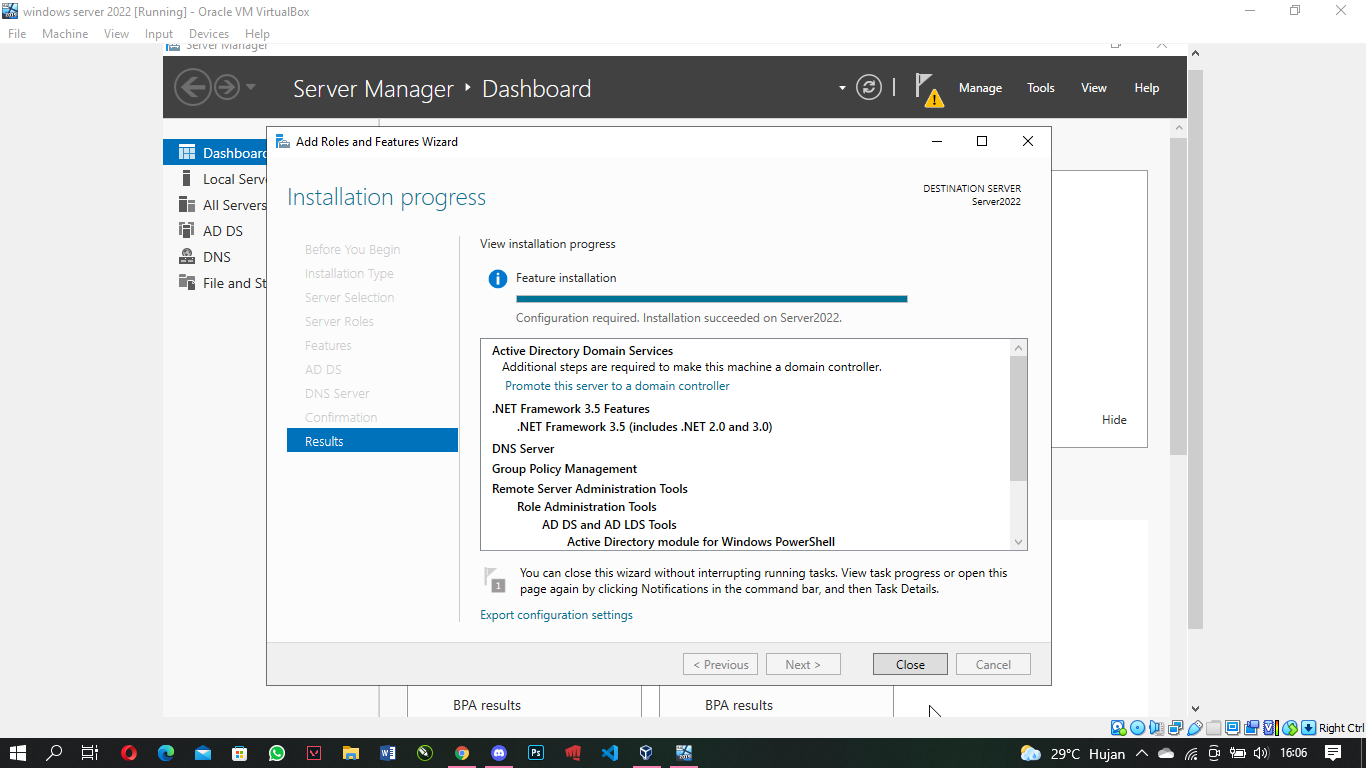 windows server 2022 [Running] - Oracle VM VirtualBox
File Machine View Input Devices Help
Server Manager
Server Manager Dashboard
Manage Tools View Help
Add Roles and Features Wizard
Dashboard
Local Serve
All Servers
AD DS
DNS
File and St
Installation progress
DESTINATION SERVER
Server2022
Before You Begin
Installation Type
Server Selection
Server Roles
Features
AD DS
DNS Server
Confirmation
Results
View installation progress
Feature installation
Configuration required. Installation succeeded on Server2022.
Active Directory Domain Services
Additional steps are required to make this machine a domain controller.
Promote this server to a domain controller
.NET Framework 3.5 Features
.NET Framework 3.5 (includes .NET 2.0 and 3.0)
DNS Server
Group Policy Management
Remote Server Administration Tools
Role Administration Tools
AD DS and AD LDS Tools
Active Directory module for Windows PowerShell
1
You can close this wizard without interrupting running tasks. View task progress or open this
page again by clicking Notifications in the command bar, and then Task Details.
Export configuration settings
< Previous Next > Close Cancel
Hide
BPA results BPA results
Right Ctrl
29°C Hujan 16:06